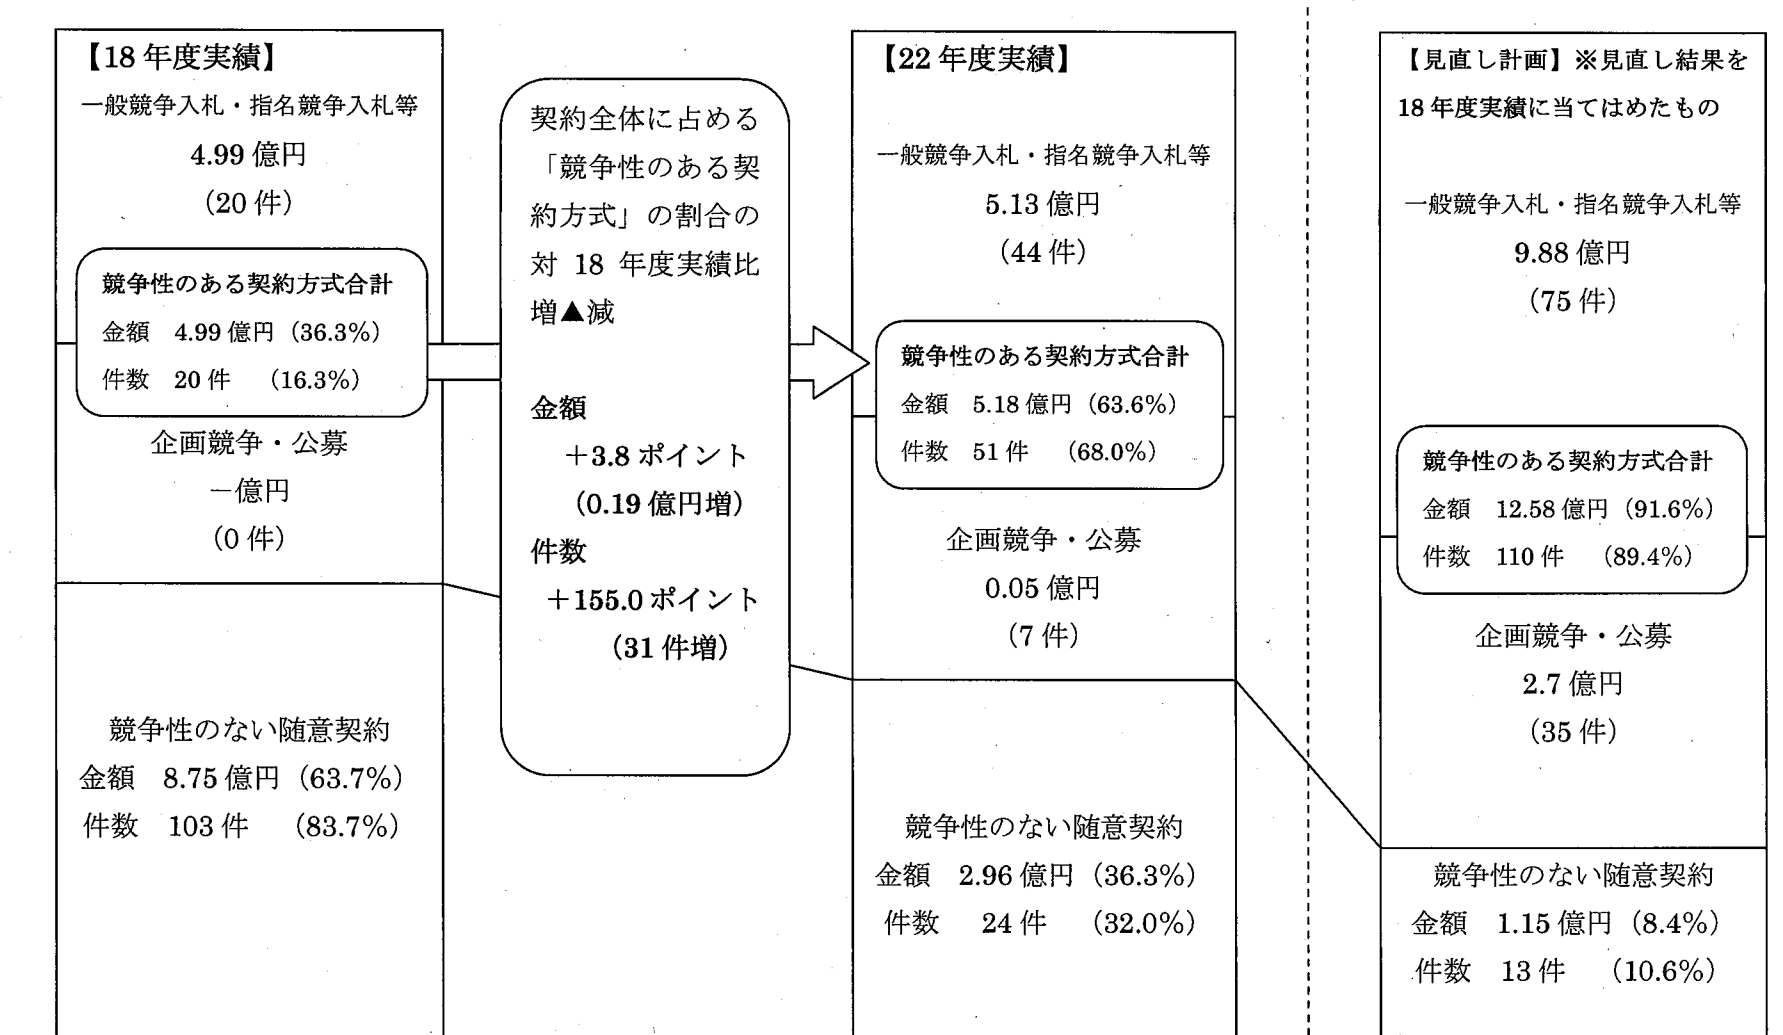 【18年度実績】
一般競争入札・指名競争入札等
4.99億円
(20件)
競争性のある契約方式合計
金額 4.99億円(36.3%)
件数 20件 (16.3%)
企画競争・公募
－億円
(0件)
競争性のない随意契約
金額 8.75億円(63.7%)
件数 103件 (83.7%)
契約全体に占める
「競争性のある契
約方式」の割合の
対 18 年度実績比
増▲減
金額
＋3.8ポイント
(0.19億円増)
件数
＋155.0ポイント
(31件増)
【22年度実績】
一般競争入札・指名競争入札等
5.13億円
(44件)
競争性のある契約方式合計
金額 5.18億円(63.6%)
件数 51件 (68.0%)
企画競争・公募
0.05億円
(7件)
競争性のない随意契約
金額 2.96億円(36.3%)
件数 24件 (32.0%)
【見直し計画】※見直し結果を
18年度実績に当てはめたもの
一般競争入札・指名競争入札等
9.88億円
(75件)
競争性のある契約方式合計
金額 12.58億円(91.6%)
件数 110件 (89.4%)
企画競争・公募
2.7億円
(35件)
競争性のない随意契約
金額 1.15億円(8.4%)
件数 13件 (10.6%)